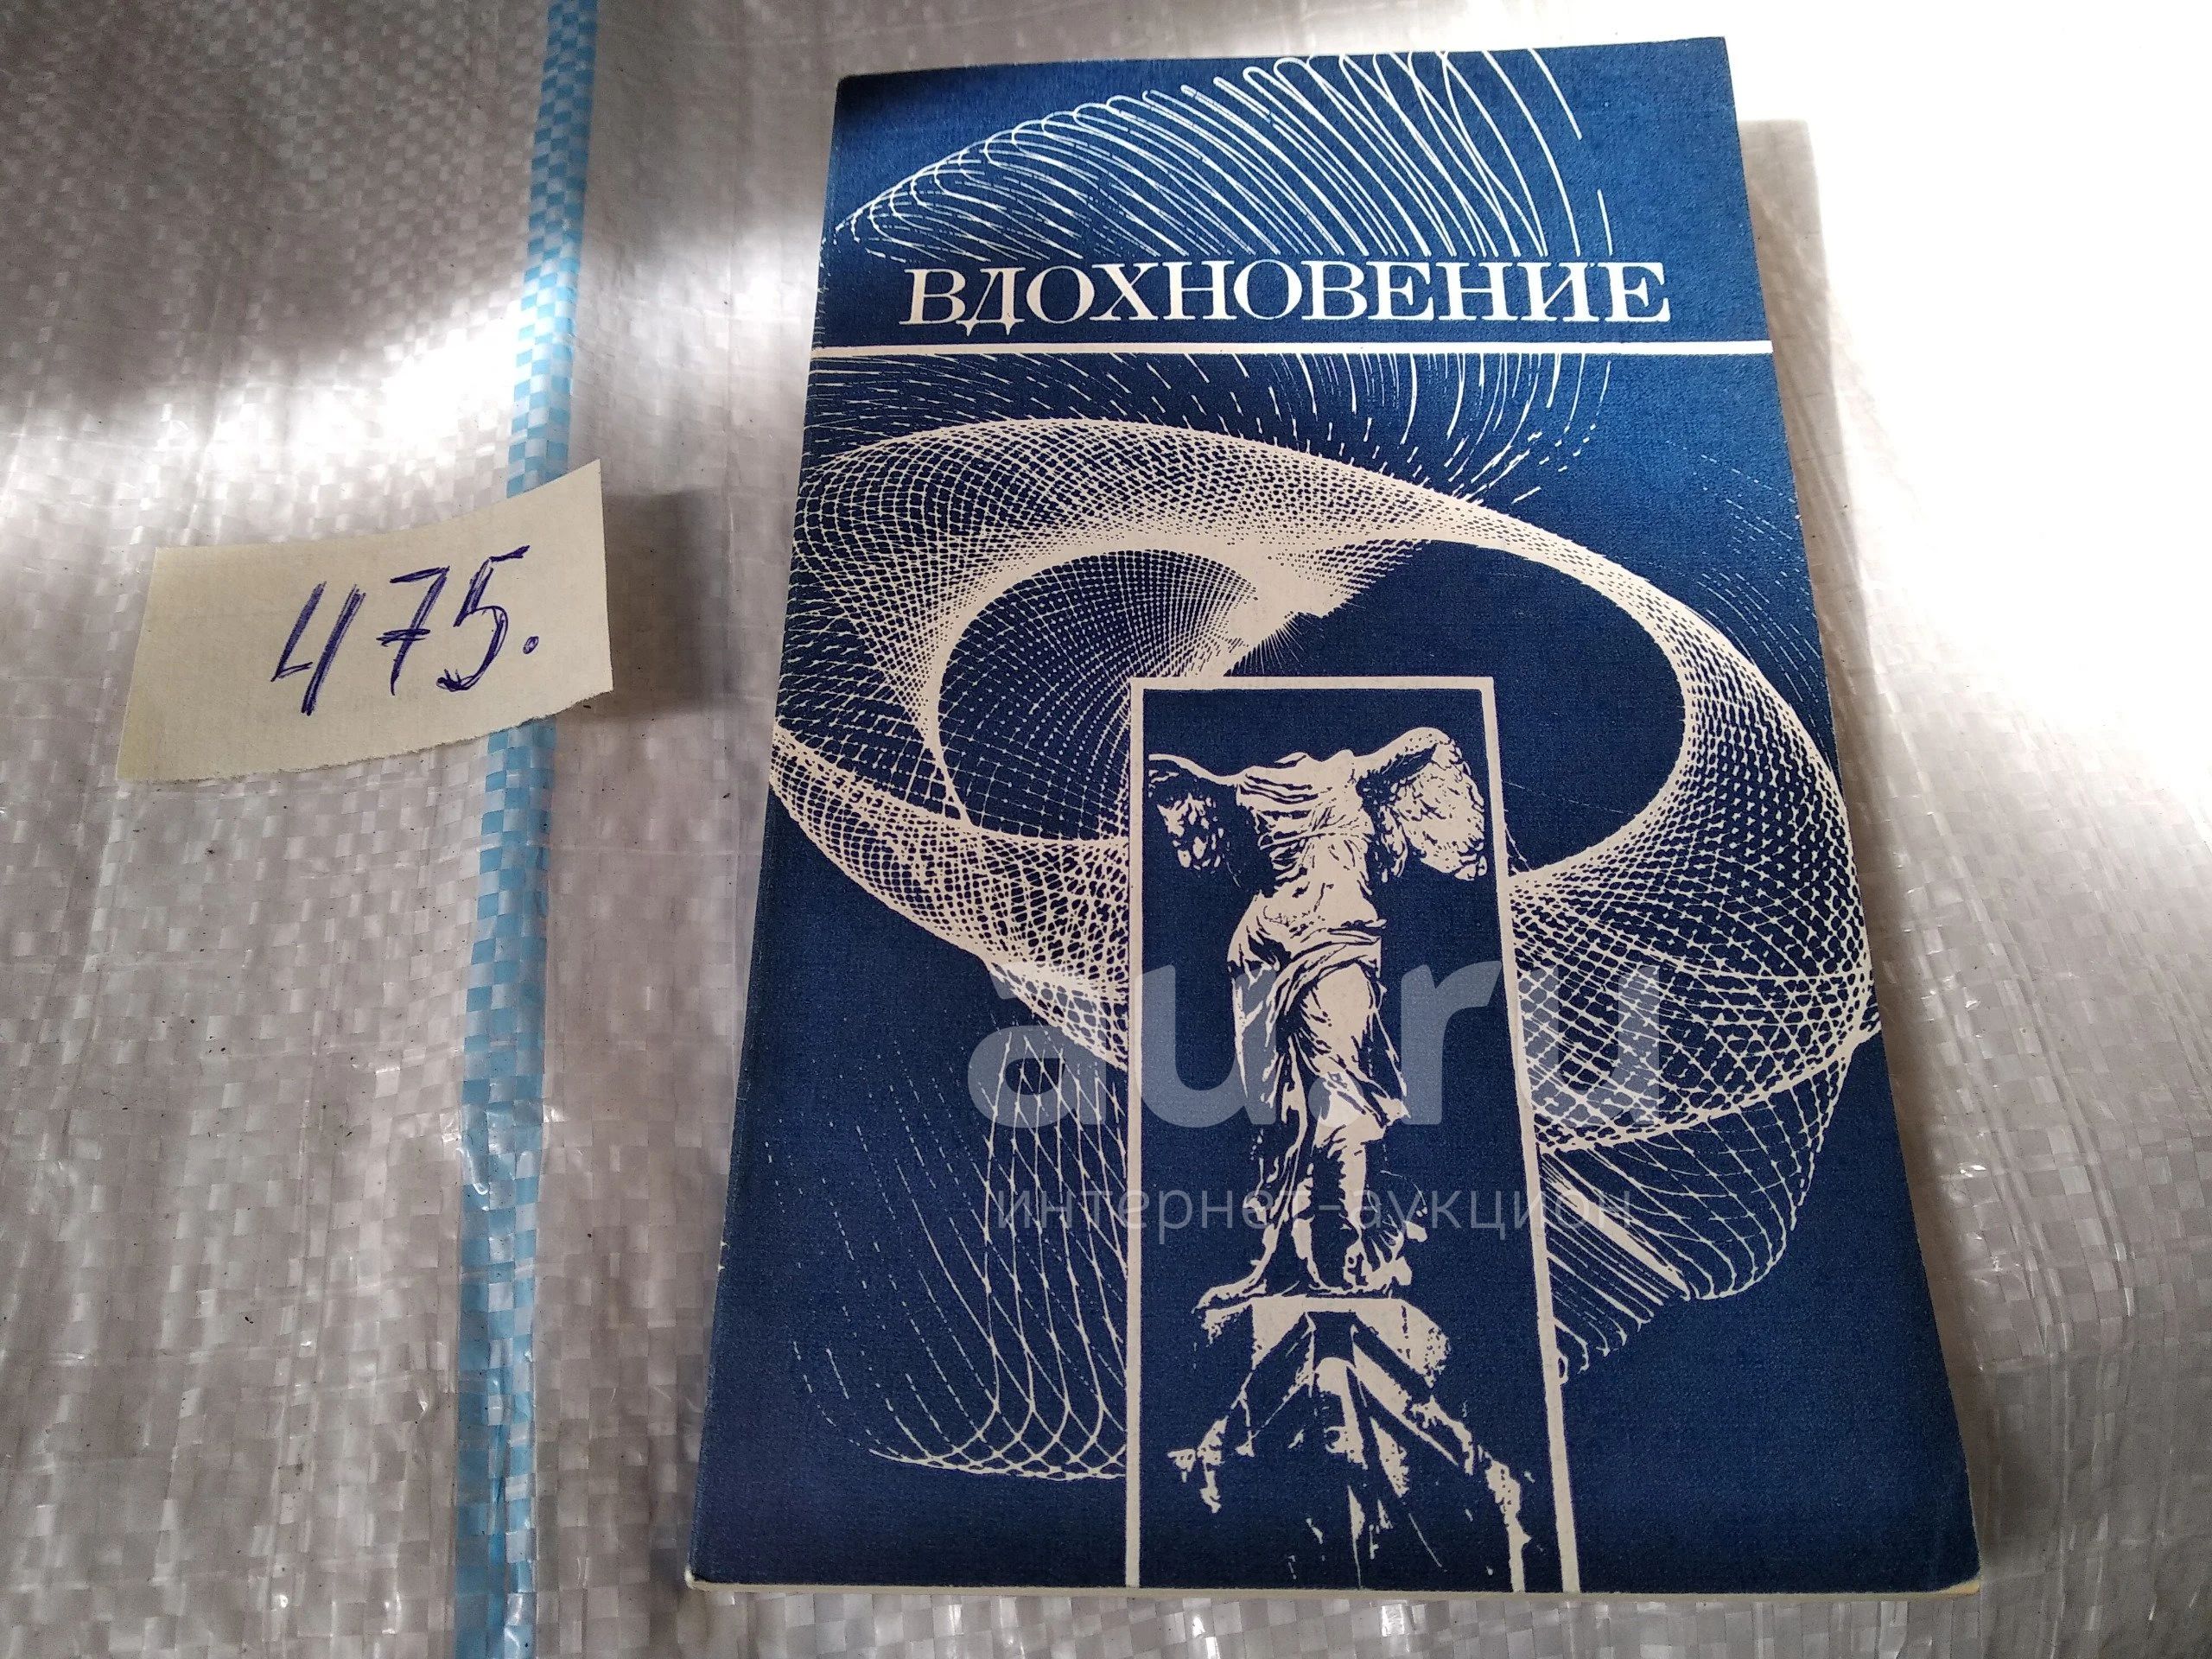 ВДОХНОВЕНИЕ
475.
au.ru
интернет-аукцион